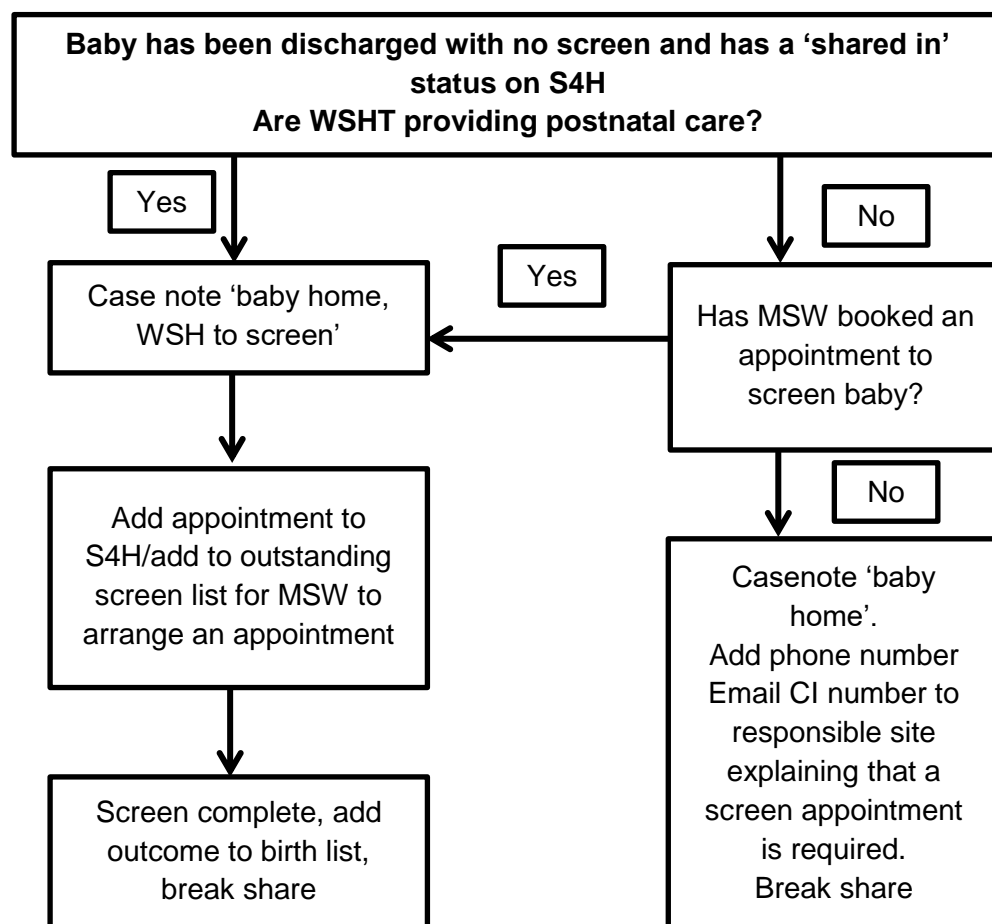 Baby has been discharged with no screen and has a ‘shared in’
status on S4H
Are WSHT providing postnatal care?
Yes
No
Case note ‘baby home,
WSH to screen’
Yes
Has MSW booked an
appointment to
screen baby?
Add appointment to
S4H/add to outstanding
screen list for MSW to
arrange an appointment
No
Casenote ‘baby
home’.
Add phone number
Email CI number to
responsible site
explaining that a
screen appointment
is required.
Break share
Screen complete, add
outcome to birth list,
break share